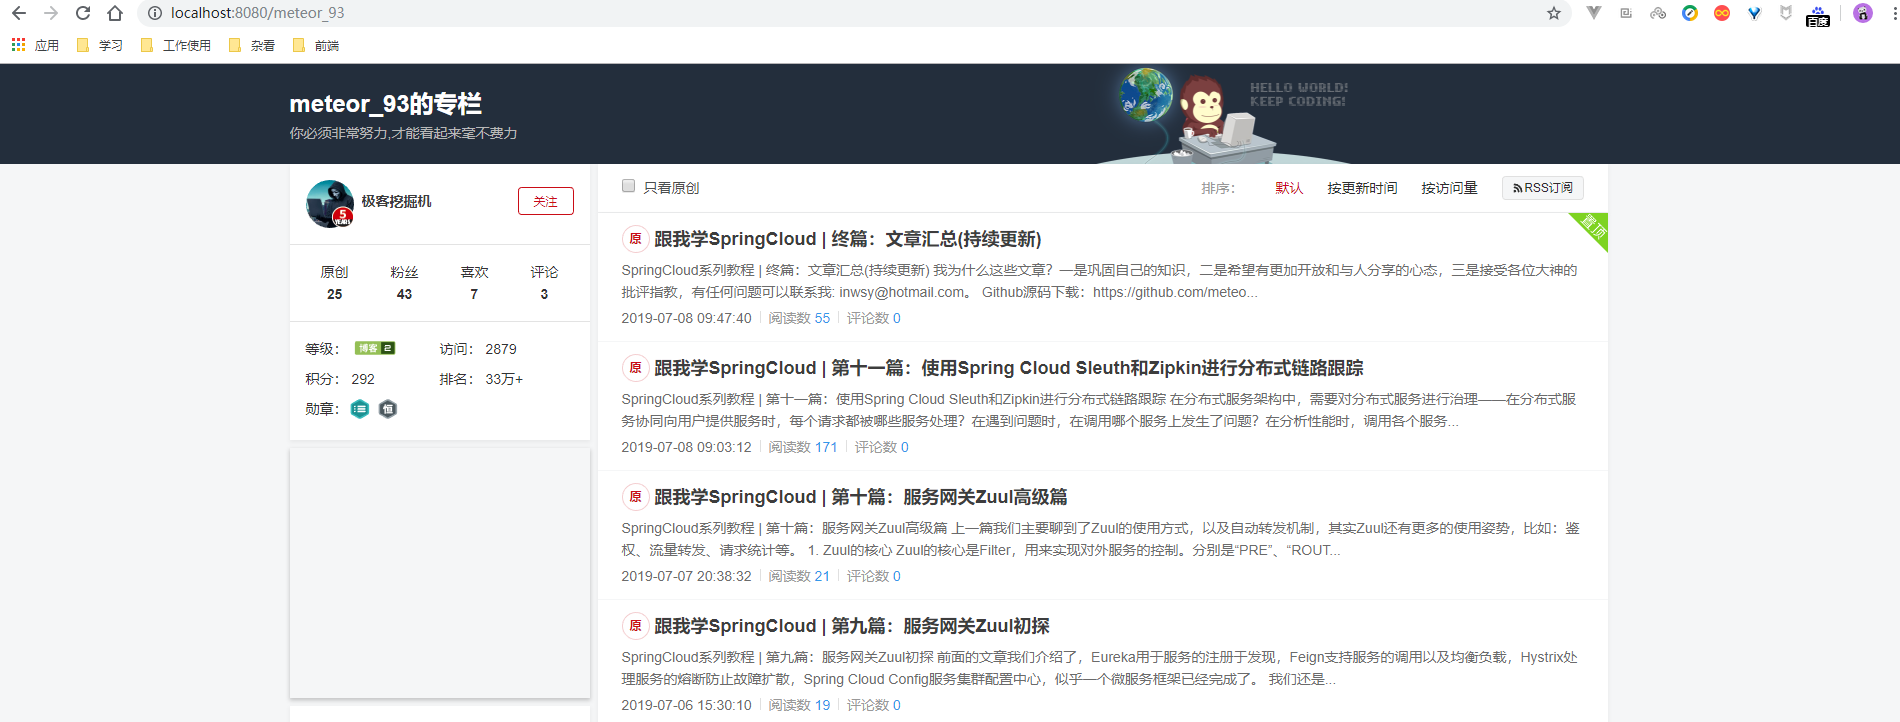 localhost:8080/meteor_93
百度
应用 学习 工作使用 杂看 前端
meteor_93的专栏
你必须非常努力,才能看起来毫不费力
HELLO WORLD!
KEEP CODING!
极客挖掘机 关注
5
YEARS
原创 粉丝 喜欢 评论
25 43 7 3
等级： 博客 2 访问： 2879
积分： 292 排名： 33万+
勋章： 恒
只看原创 排序： 默认 按更新时间 按访问量 RSS订阅
置顶
原 跟我学SpringCloud | 终篇：文章汇总(持续更新)
SpringCloud系列教程 | 终篇：文章汇总(持续更新) 我为什么这些文章？一是巩固自己的知识，二是希望有更加开放和与人分享的心态，三是接受各位大神的
批评指教，有任何问题可以联系我: inwsy@hotmail.com。 Github源码下载：https://github.com/meteo...
2019-07-08 09:47:40 阅读数 55 评论数 0
原 跟我学SpringCloud | 第十一篇：使用Spring Cloud Sleuth和Zipkin进行分布式链路跟踪
SpringCloud系列教程 | 第十一篇：使用Spring Cloud Sleuth和Zipkin进行分布式链路跟踪 在分布式服务架构中，需要对分布式服务进行治理——在分布式服
务协同向用户提供服务时，每个请求都被哪些服务处理？在遇到问题时，在调用哪个服务上发生了问题？在分析性能时，调用各个服务...
2019-07-08 09:03:12 阅读数 171 评论数 0
原 跟我学SpringCloud | 第十篇：服务网关Zuul高级篇
SpringCloud系列教程 | 第十篇：服务网关Zuul高级篇 上一篇我们主要聊到了Zuul的使用方式，以及自动转发机制，其实Zuul还有更多的使用姿势，比如：鉴
权、流量转发、请求统计等。 1. Zuul的核心 Zuul的核心是Filter，用来实现对外服务的控制。分别是“PRE”、“ROUT...
2019-07-07 20:38:32 阅读数 21 评论数 0
原 跟我学SpringCloud | 第九篇：服务网关Zuul初探
SpringCloud系列教程 | 第九篇：服务网关Zuul初探 前面的文章我们介绍了，Eureka用于服务的注册于发现，Feign支持服务的调用以及均衡负载，Hystrix处
理服务的熔断防止故障扩散，Spring Cloud Config服务集群配置中心，似乎一个微服务框架已经完成了。 我们还是...
2019-07-06 15:30:10 阅读数 19 评论数 0